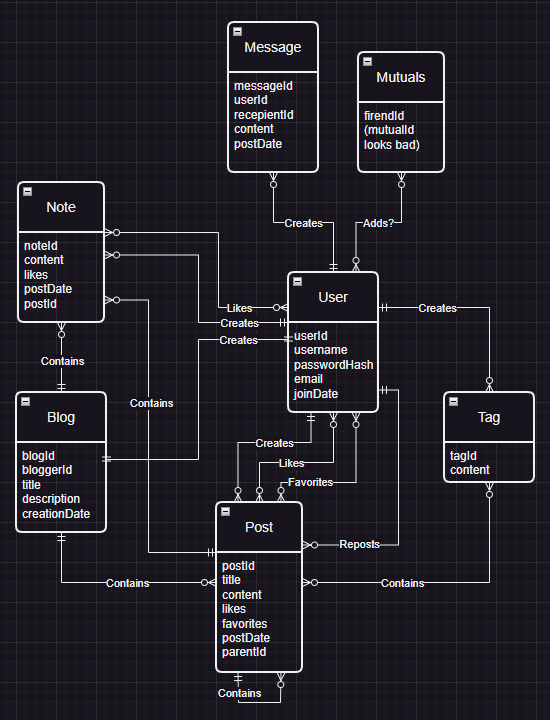 Message
messageId
userId
recepientId
content
postDate
Mutuals
firendId
(mutualId
looks bad)
Creates
Adds?
Note
noteId
content
likes
postDate
postId
Likes
Creates
Creates
User
userId
username
passwordHash
email
joinDate
Creates
Contains
Contains
Blog
blogId
bloggerId
title
description
creationDate
Tag
tagId
content
Creates
Likes
Favorites
Reposts
Post
postId
title
content
likes
favorites
postDate
parentId
Contains
Contains
Contains